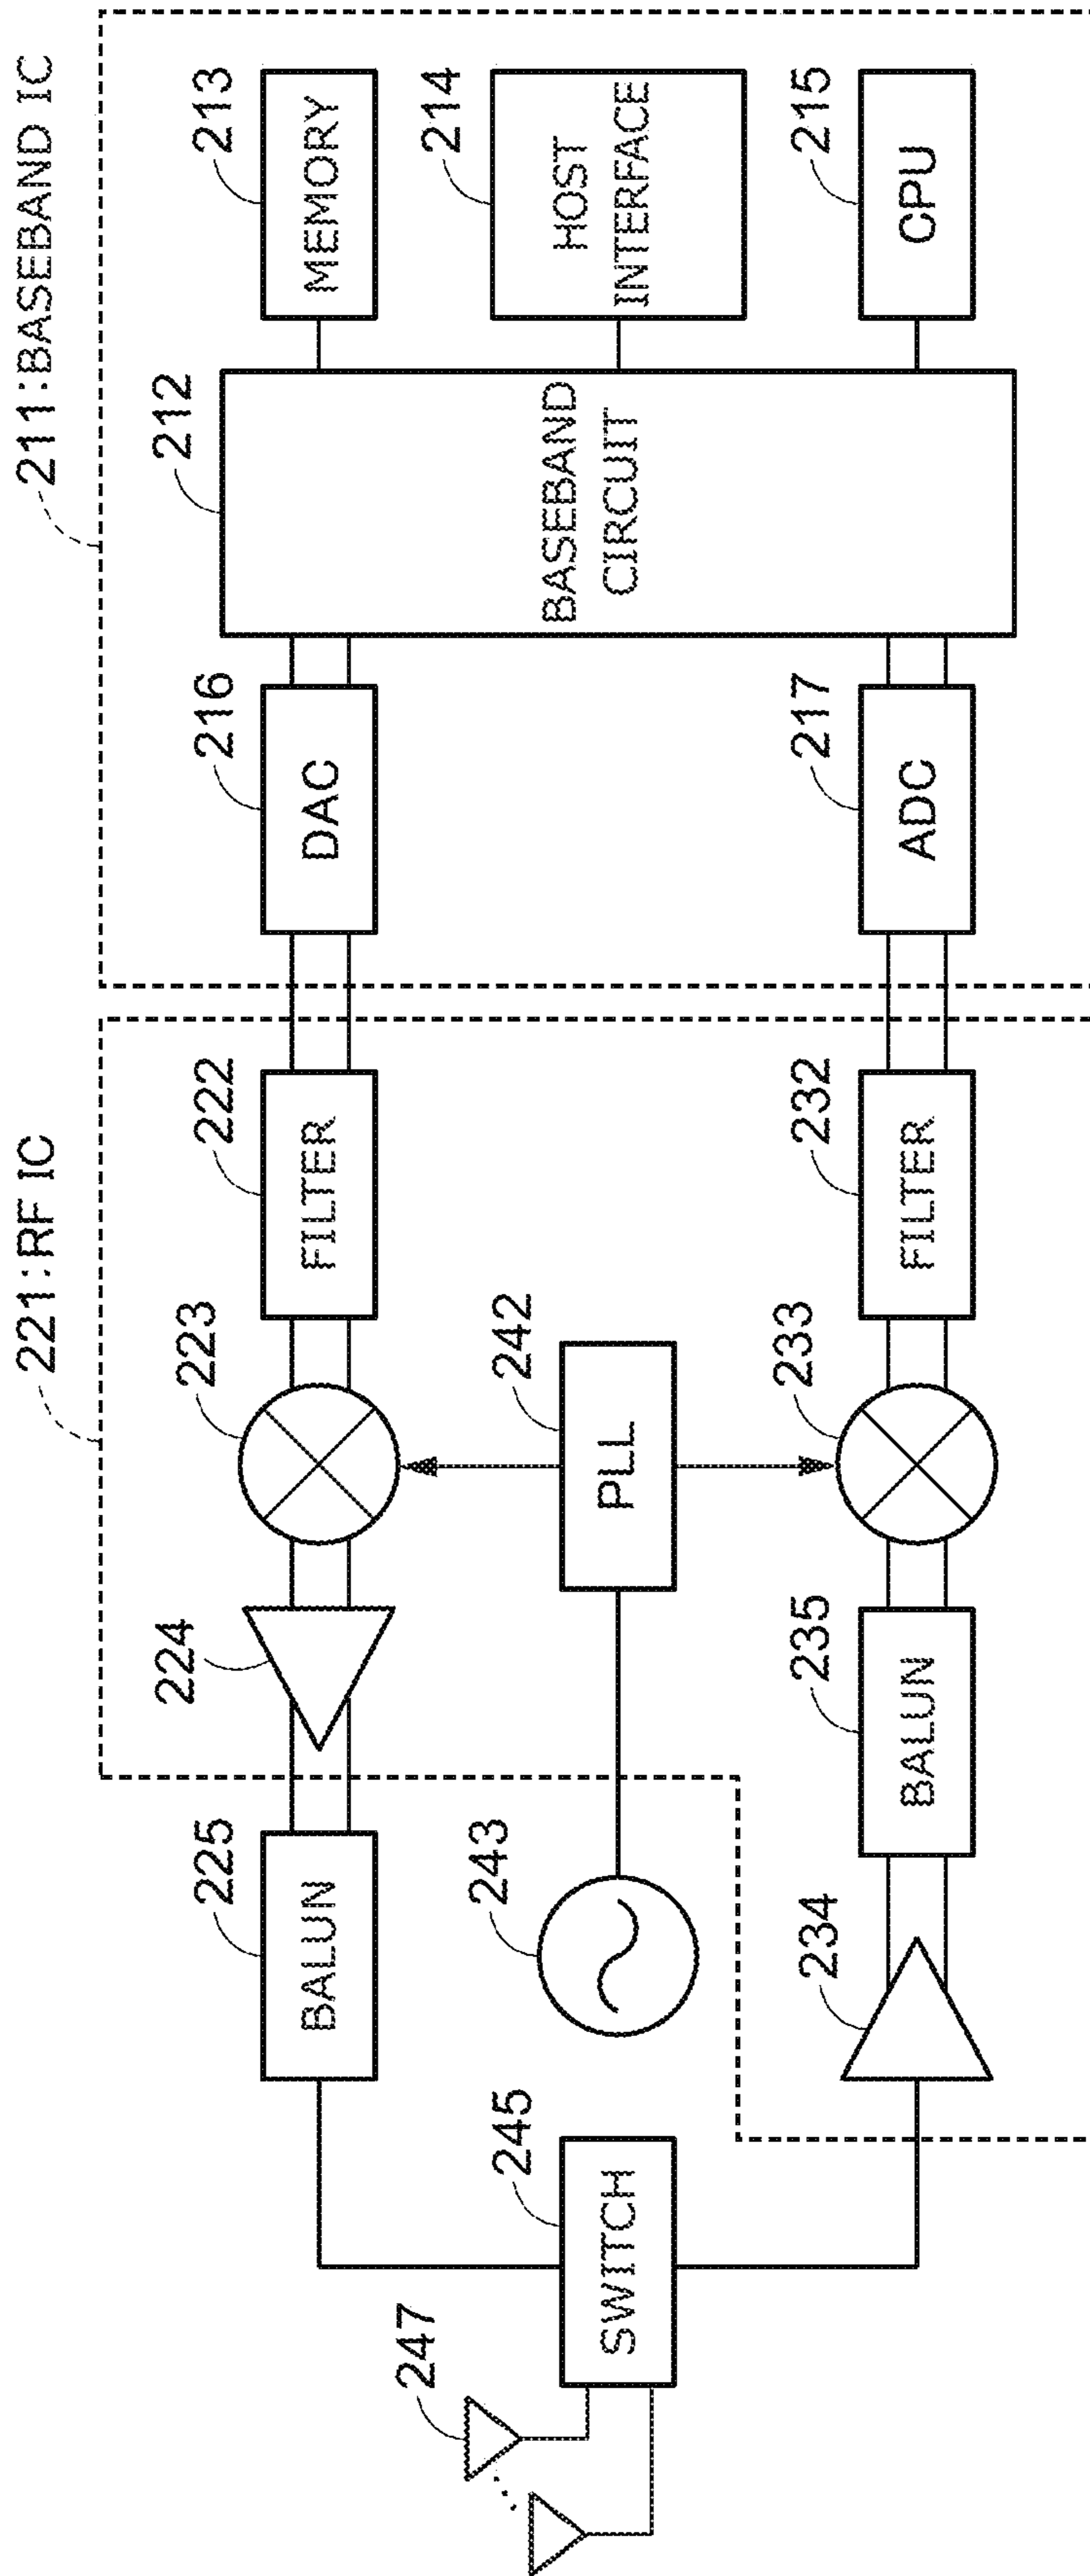 211:BASEBAND IC
221:RF IC
213
MEMORY
214
HOST
INTERFACE
215
CPU
212
BASEBAND
CIRCUIT
216
DAC
217
ADC
222
FILTER
232
FILTER
223
242
PLL
233
224
235
BALUN
225
BALUN
243
234
245
SWITCH
247